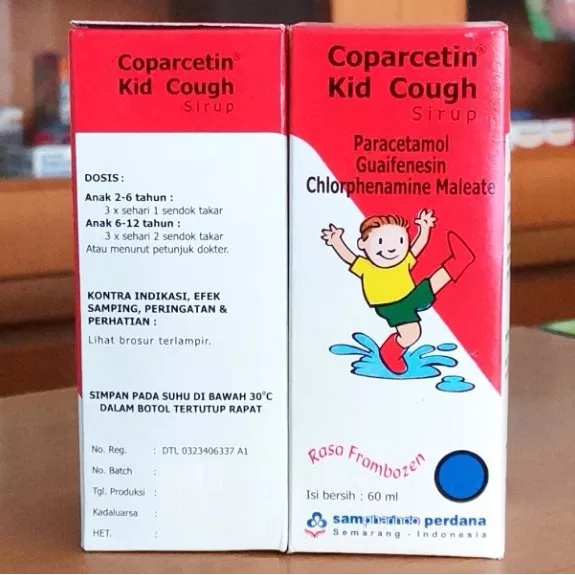 Coparcetin®
Kid Cough
Sirup
DOSIS :
Anak 2-6 tahun :
3 x sehari 1 sendok takar
Anak 6-12 tahun :
3 x sehari 2 sendok takar
Atau menurut petunjuk dokter.
KONTRA INDIKASI, EFEK
SAMPING, PERINGATAN &
PERHATIAN :
Lihat brosur terlampir.
SIMPAN PADA SUHU DI BAWAH 30°C
DALAM BOTOL TERTUTUP RAPAT
No. Reg. : DTL 0323406337 A1
No. Batch :
Tgl. Produksi :
Kadaluarsa :
HET. :
Coparcetin®
Kid Cough
Sirup
Paracetamol
Guaifenesin
Chlorphenamine Maleate
Rasa Frambozen
Isi bersih : 60 ml
sampharindo perdana
Semarang - Indonesia